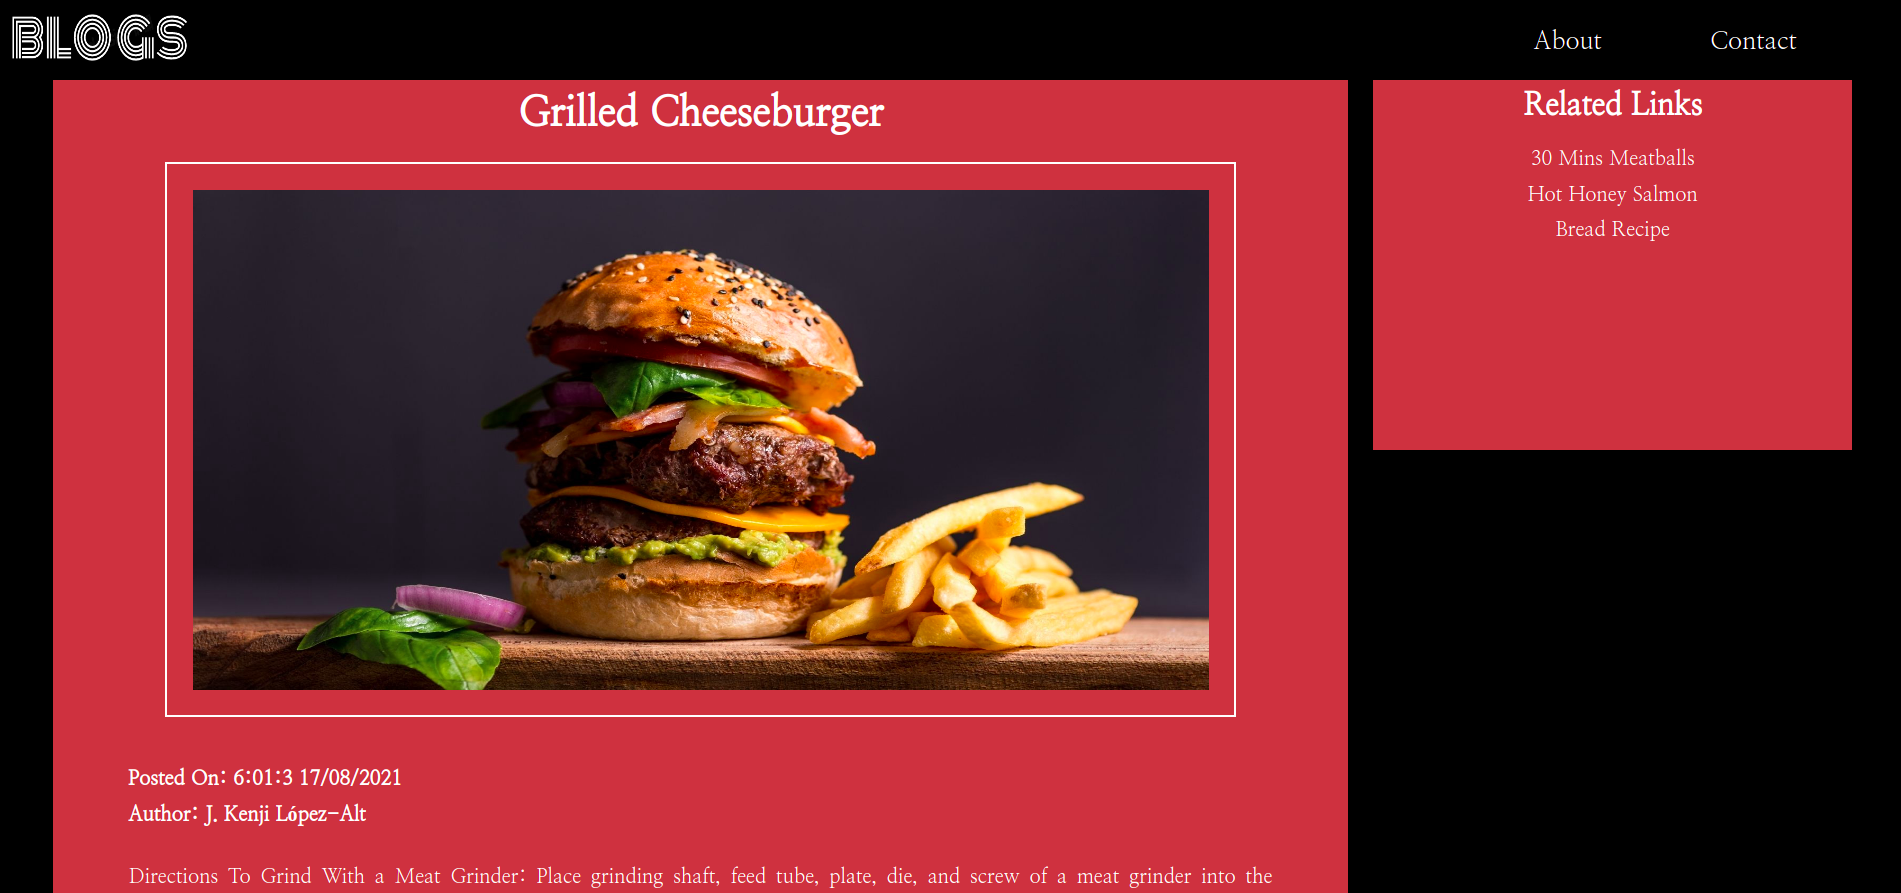 BLOGS
About
Contact
Grilled Cheeseburger
Related Links
30 Mins Meatballs
Hot Honey Salmon
Bread Recipe
Posted On: 6:01:3 17/08/2021
Author: J. Kenji López-Alt
Directions To Grind With a Meat Grinder: Place grinding shaft, feed tube, plate, die, and screw of a meat grinder into the